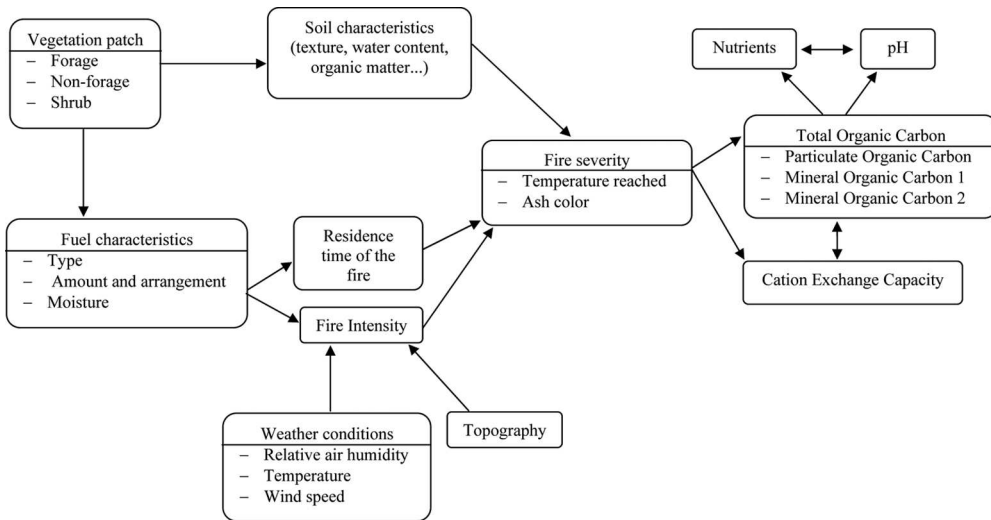 Vegetation patch
– Forage
– Non-forage
– Shrub
Soil characteristics
(texture, water content,
organic matter...)
Nutrients
pH
Fire severity
– Temperature reached
– Ash color
Total Organic Carbon
– Particulate Organic Carbon
– Mineral Organic Carbon 1
– Mineral Organic Carbon 2
Fuel characteristics
– Type
– Amount and arrangement
– Moisture
Residence
time of the
fire
Cation Exchange Capacity
Fire Intensity
Weather conditions
– Relative air humidity
– Temperature
– Wind speed
Topography